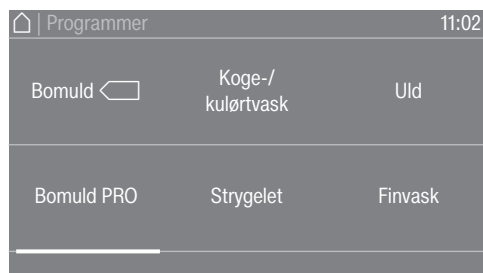 | Programmer 11:02
Bomuld
Koge-/
kulørtvask
Uld
Bomuld PRO
Strygelet
Finvask